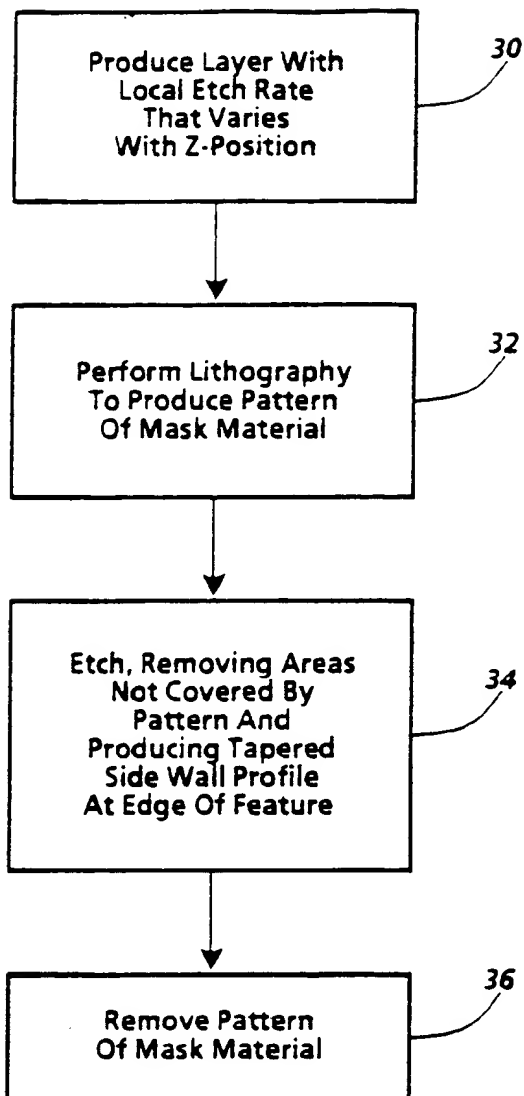 Produce Layer With
Local Etch Rate
That Varies
With Z-Position
30
Perform Lithography
To Produce Pattern
Of Mask Material
32
Etch, Removing Areas
Not Covered By
Pattern And
Producing Tapered
Side Wall Profile
At Edge Of Feature
34
Remove Pattern
Of Mask Material
36